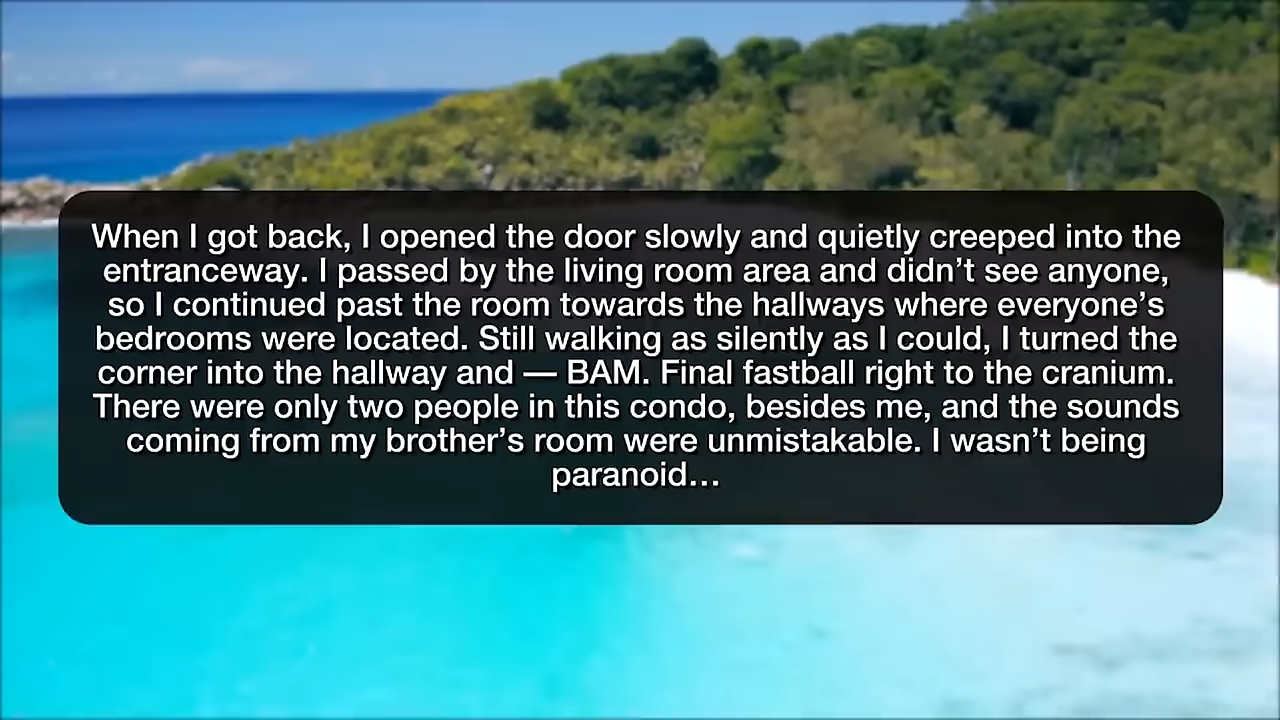 When I got back, I opened the door slowly and quietly creeped into the
entranceway. I passed by the living room area and didn’t see anyone,
so I continued past the room towards the hallways where everyone’s
bedrooms were located. Still walking as silently as I could, I turned the
corner into the hallway and — BAM. Final fastball right to the cranium.
There were only two people in this condo, besides me, and the sounds
coming from my brother’s room were unmistakable. I wasn’t being
paranoid…